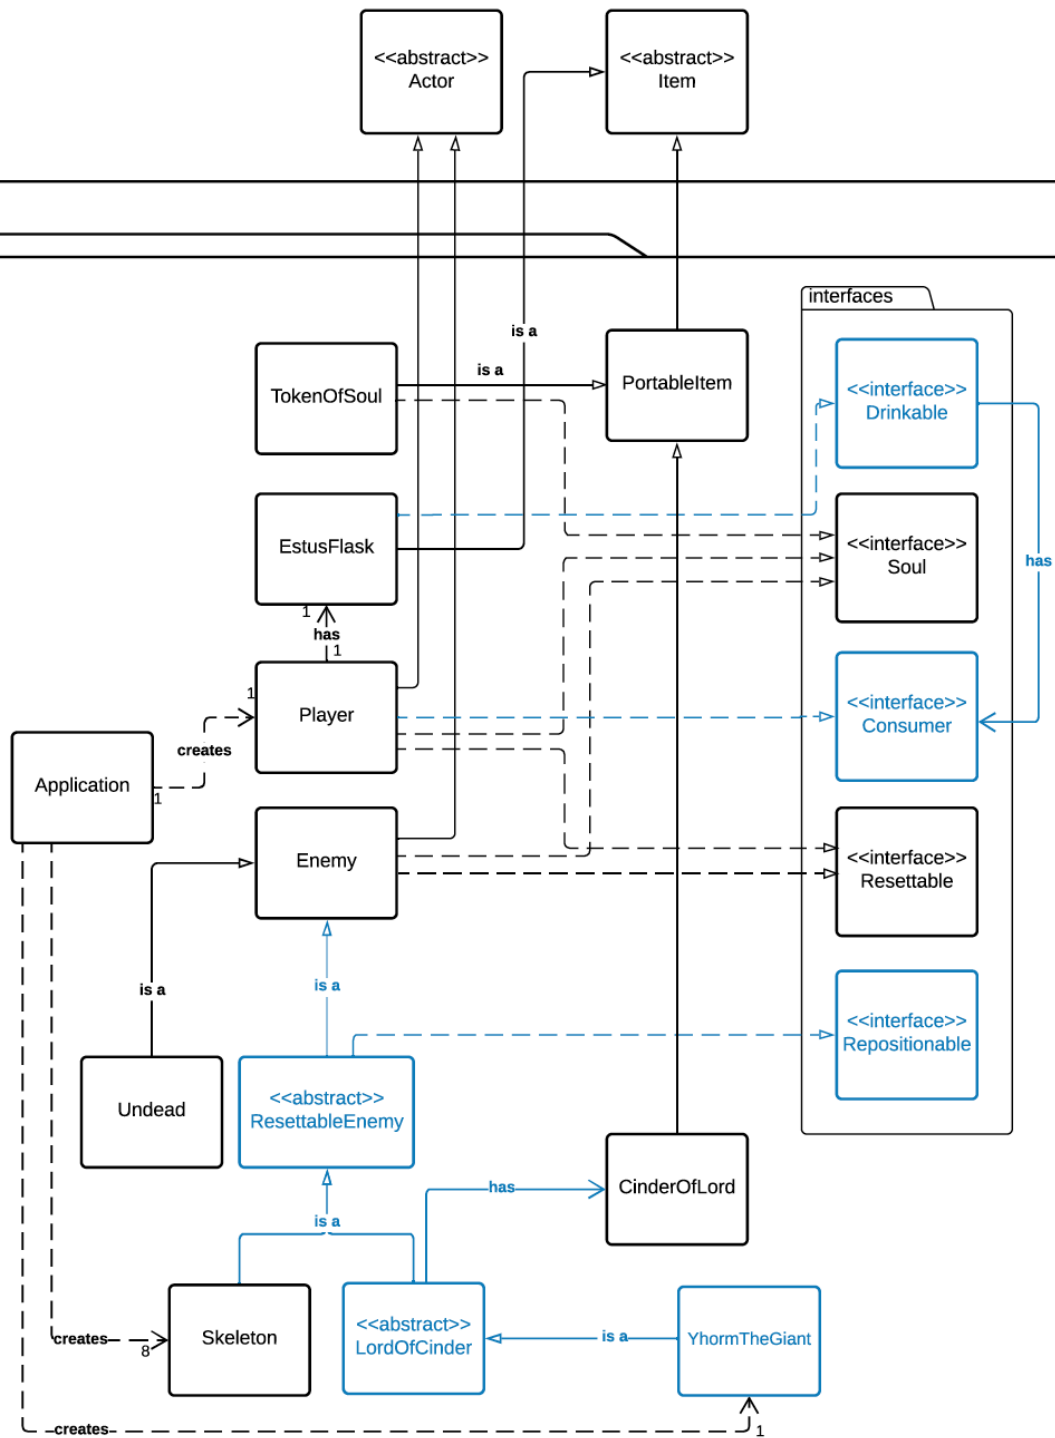 <<abstract>>
Actor
<<abstract>>
Item
interfaces
is a
TokenOfSoul
is a
PortableItem
<<interface>>
Drinkable
EstusFlask
<<interface>>
Soul
has
1
has
1
1
Player
<<interface>>
Consumer
creates
Application
1
Enemy
<<interface>>
Resettable
is a
is a
<<interface>>
Repositionable
Undead
<<abstract>>
ResettableEnemy
has
CinderOfLord
is a
creates
8
Skeleton
<<abstract>>
LordOfCinder
is a
YhormTheGiant
creates
1